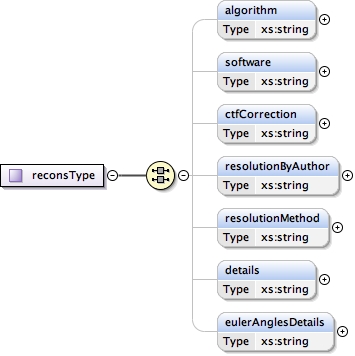 algorithm
Type xs:string
software
Type xs:string
ctfCorrection
Type xs:string
reconsType
resolutionByAuthor
Type xs:string
resolutionMethod
Type xs:string
details
Type xs:string
eulerAnglesDetails
Type xs:string